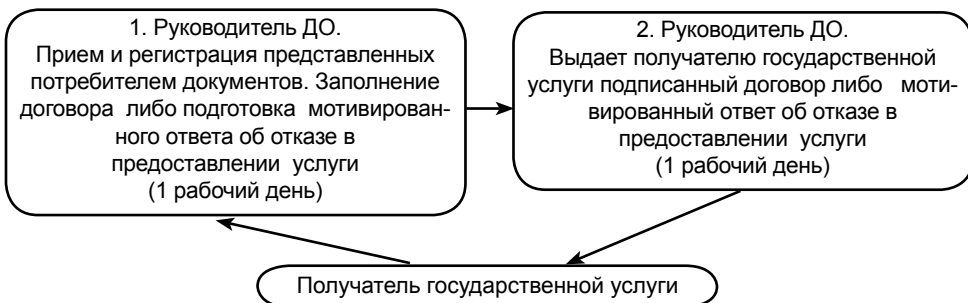 1. Руководитель ДО.
Прием и регистрация представленных
потребителем документов. Заполнение
договора либо подготовка мотивирован-
ного ответа об отказе в
предоставлении услуги
(1 рабочий день)
2. Руководитель ДО.
Выдает получателю государственной
услуги подписанный договор либо моти-
вированный ответ об отказе в
предоставлении услуги
(1 рабочий день)
Получатель государственной услуги